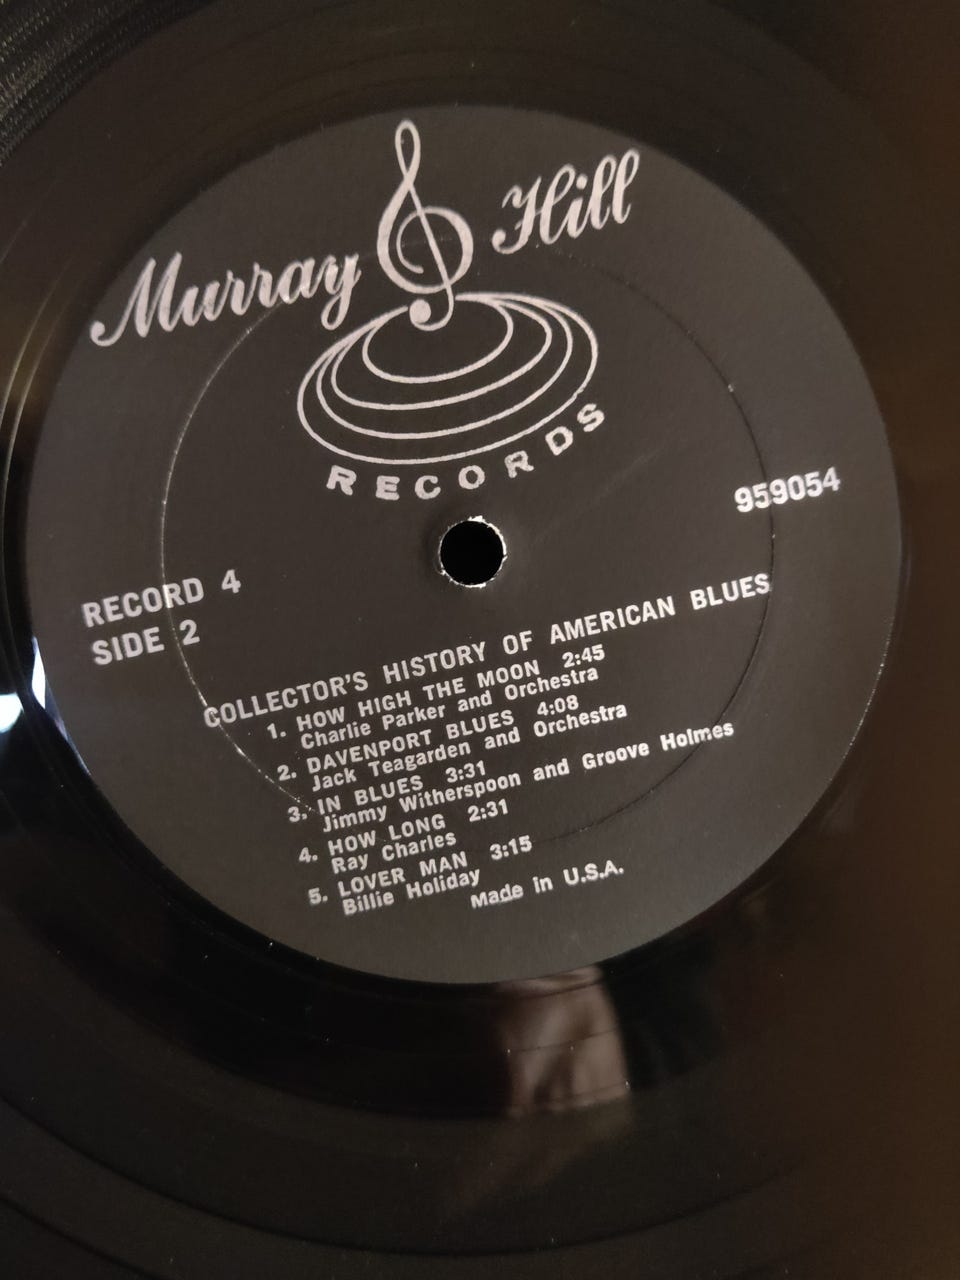 Murray Hill
RECORDS
959054
RECORD 4
SIDE 2
COLLECTOR'S HISTORY OF AMERICAN BLUES
1. HOW HIGH THE MOON 2:45
Charlie Parker and Orchestra
2. DAVENPORT BLUES 4:08
Jack Teagarden and Orchestra
3. IN BLUES 3:31
Jimmy Witherspoon and Groove Holmes
4. HOW LONG 2:31
Ray Charles
5. LOVER MAN 3:15
Billie Holiday
Made in U.S.A.